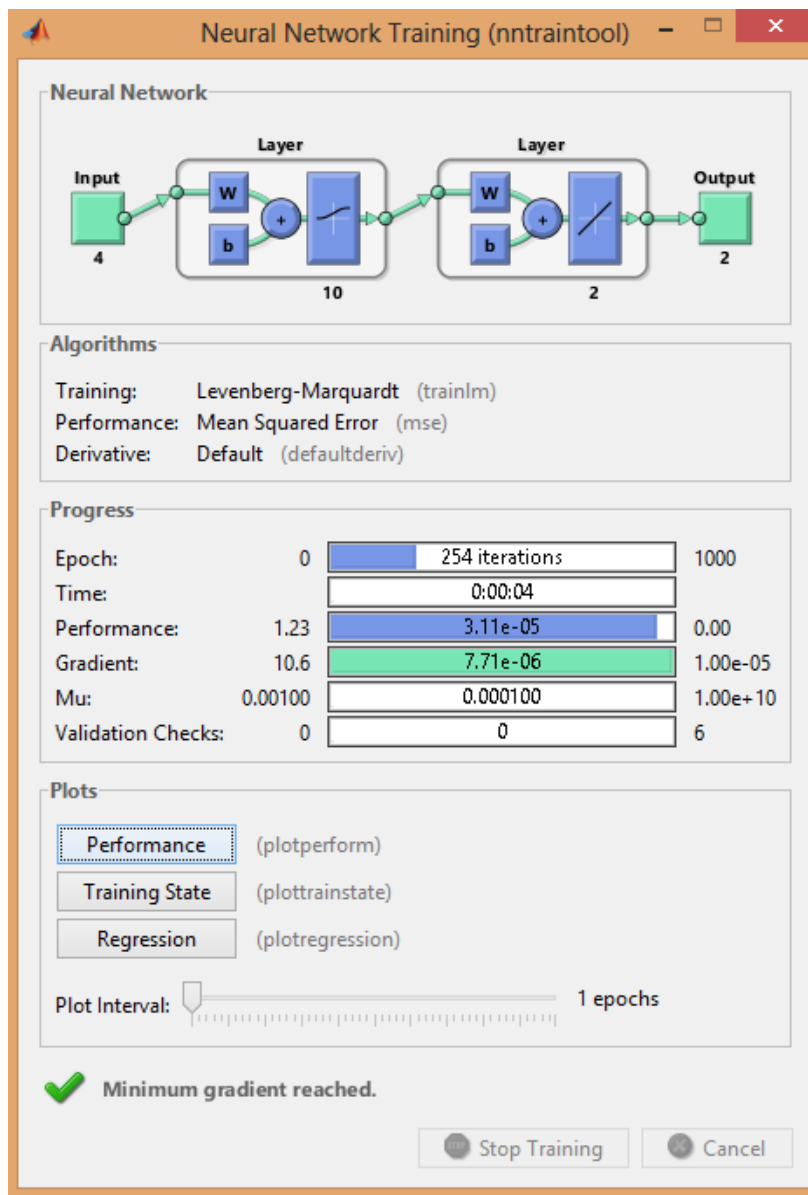 Neural Network Training (nntraintool)
Neural Network
Layer Layer
Input Output
W W
+ +
b b
4 2
10 2
Algorithms
Training: Levenberg-Marquardt (trainlm)
Performance: Mean Squared Error (mse)
Derivative: Default (defaultderiv)
Progress
Epoch: 0 254 iterations 1000
Time: 0:00:04
Performance: 1.23 3.11e-05 0.00
Gradient: 10.6 7.71e-06 1.00e-05
Mu: 0.00100 0.000100 1.00e+10
Validation Checks: 0 0 6
Plots
Performance (plotperform)
Training State (plottrainstate)
Regression (plotregression)
Plot Interval: 1 epochs
Minimum gradient reached.
STOP Stop Training Cancel